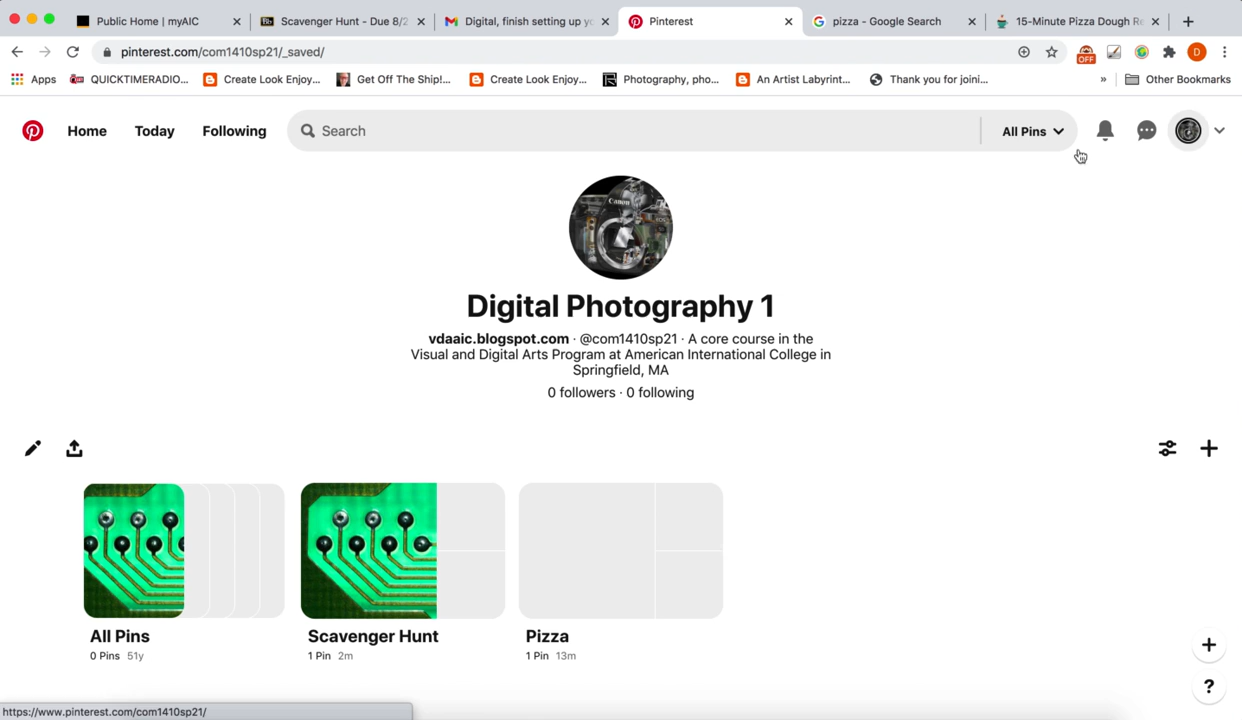 Public Home | myAIC
Scavenger Hunt - Due 8/2
Digital, finish setting up yo
Pinterest
pizza - Google Search
15-Minute Pizza Dough Re
pinterest.com/com1410sp21/_saved/
OFF
D
Apps
QUICKTIMERADIO...
Create Look Enjoy...
Get Off The Ship!...
Create Look Enjoy...
Photography, pho...
An Artist Labyrint...
Thank you for joini...
»
Other Bookmarks
Home
Today
Following
Search
All Pins
Canon
Digital Photography 1
vdaaic.blogspot.com · @com1410sp21 · A core course in the
Visual and Digital Arts Program at American International College in
Springfield, MA
0 followers · 0 following
All Pins
0 Pins 51y
Scavenger Hunt
1 Pin 2m
Pizza
1 Pin 13m
?
https://www.pinterest.com/com1410sp21/